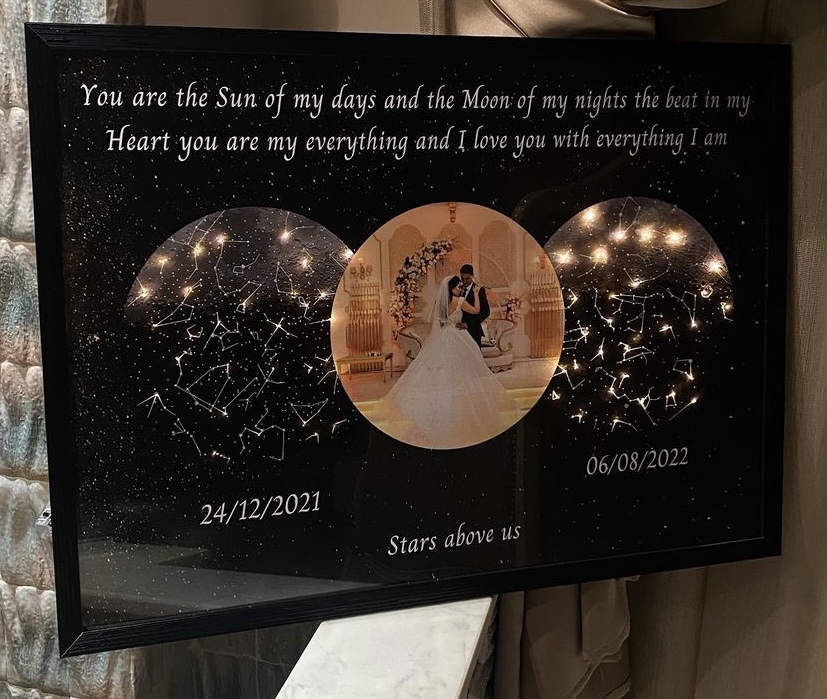 You are the Sun of my days and the Moon of my nights the beat in my
Heart you are my everything and I love you with everything I am
24/12/2021
06/08/2022
Stars above us